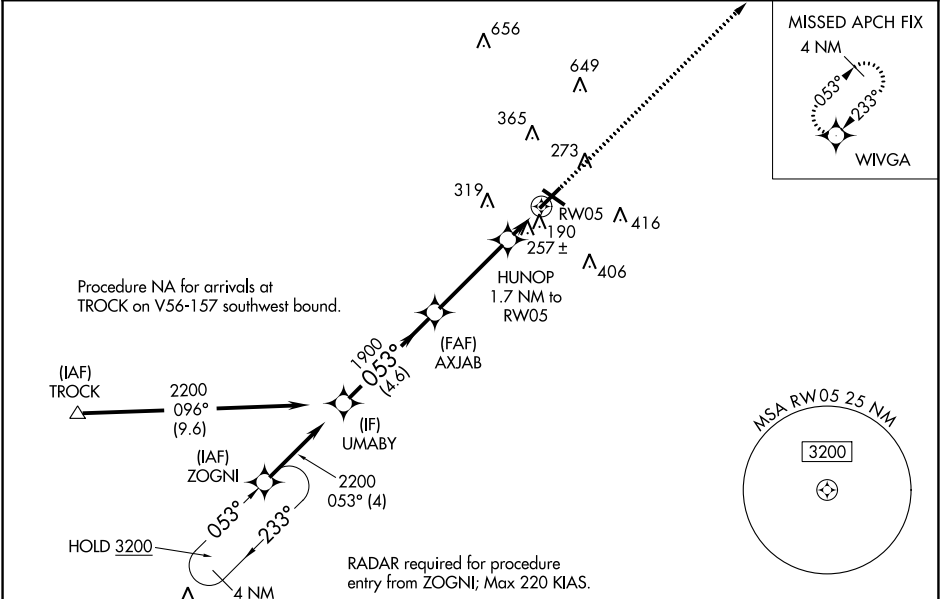 656
649
365
273
319
RW05
416
190
257 ±
406
HUNOP
1.7 NM to
RW05
MISSED APCH FIX
4 NM
053°
233°
WIVGA
Procedure NA for arrivals at
TROCK on V56-157 southwest bound.
(FAF)
AXJAB
1900
053°
(4.6)
(IAF)
TROCK
2200
096°
(9.6)
(IF)
UMABY
(IAF)
ZOGNI
2200
053° (4)
053°
233°
HOLD 3200
4 NM
RADAR required for procedure
entry from ZOGNI; Max 220 KIAS.
MSA RW05 25 NM
3200